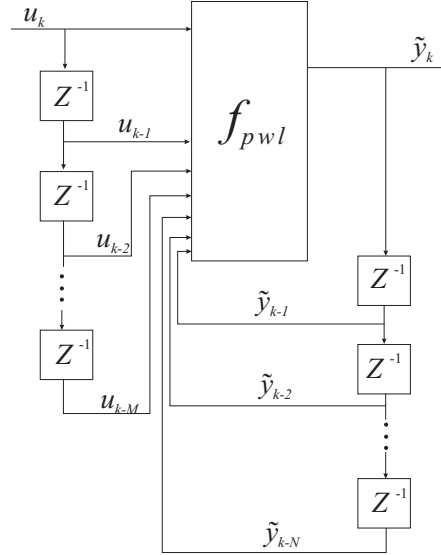 u_k
ỹ_k
Z^-1
u_k-1
f_pwl
Z^-1
u_k-2
Z^-1
ỹ_k-1
Z^-1
Z^-1
u_k-M
ỹ_k-2
Z^-1
ỹ_k-N